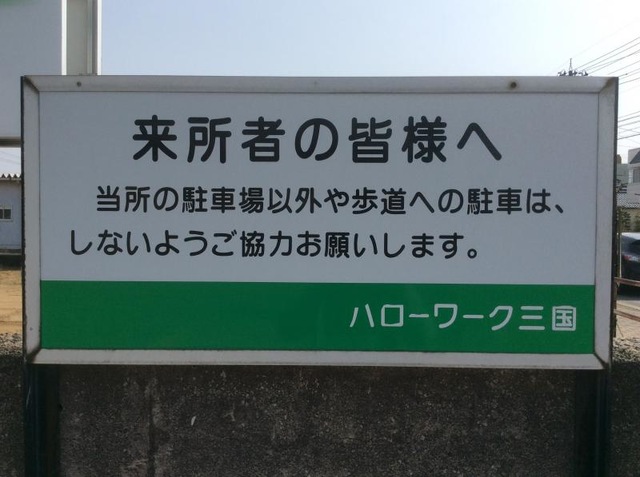 来所者の皆様へ
当所の駐車場以外や歩道への駐車は、
しないようご協力お願いします。
ハローワーク三国